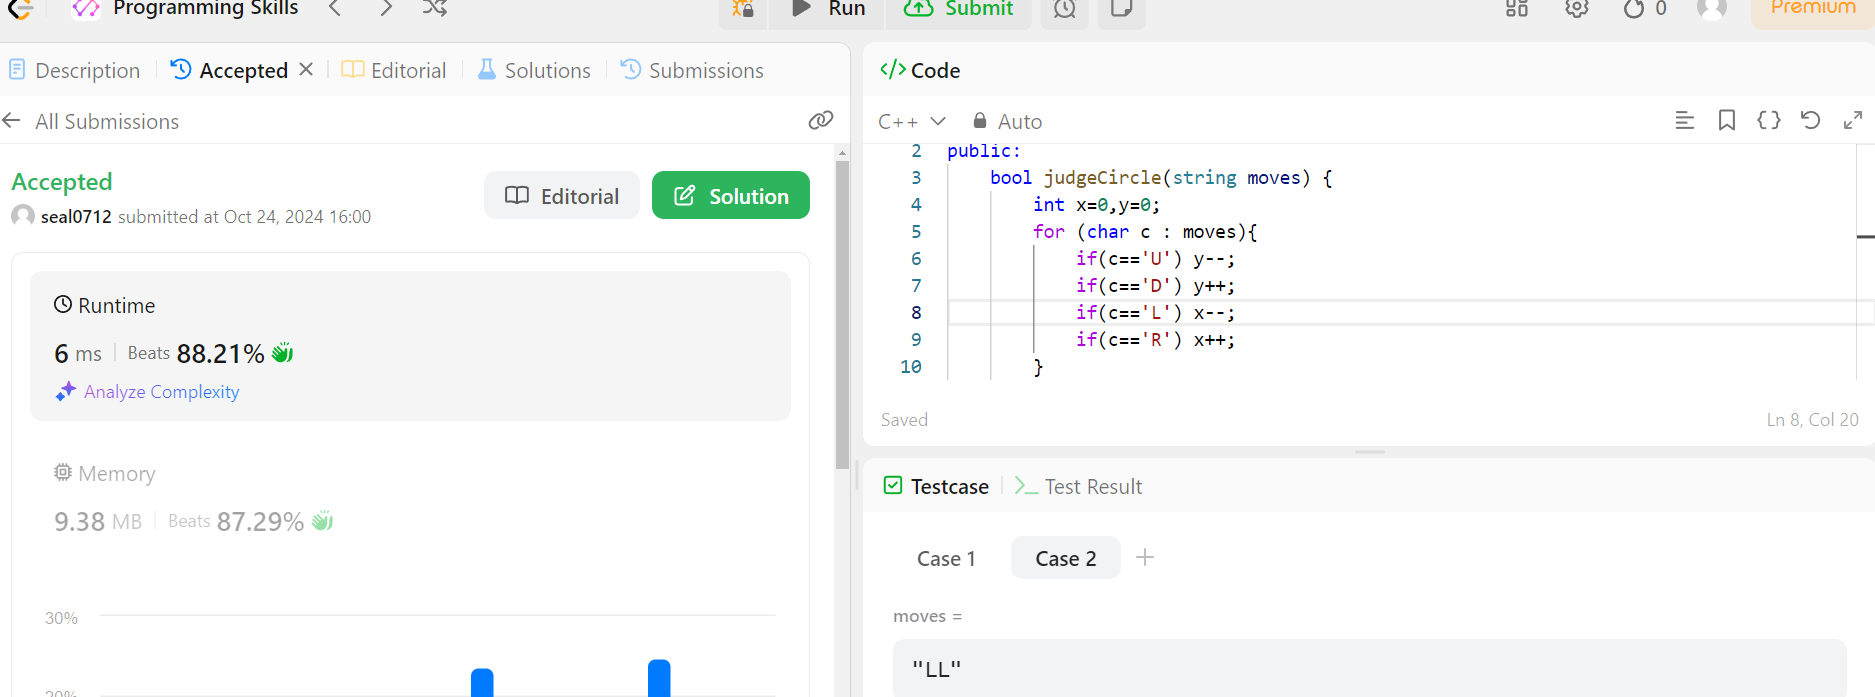 Programming Skills
Run
Submit
0
Premium
Description
Accepted
Editorial
Solutions
Submissions
All Submissions
Accepted
seal0712 submitted at Oct 24, 2024 16:00
Editorial
Solution
Runtime
6 ms
Beats 88.21%
Analyze Complexity
Memory
9.38 MB
Beats 87.29%
30%
20%
</> Code
C++
Auto
2 public:
3 bool judgeCircle(string moves) {
4 int x=0,y=0;
5 for (char c : moves){
6 if(c=='U') y--;
7 if(c=='D') y++;
8 if(c=='L') x--;
9 if(c=='R') x++;
10 }
Saved
Ln 8, Col 20
Testcase
Test Result
Case 1
Case 2
moves =
"LL"